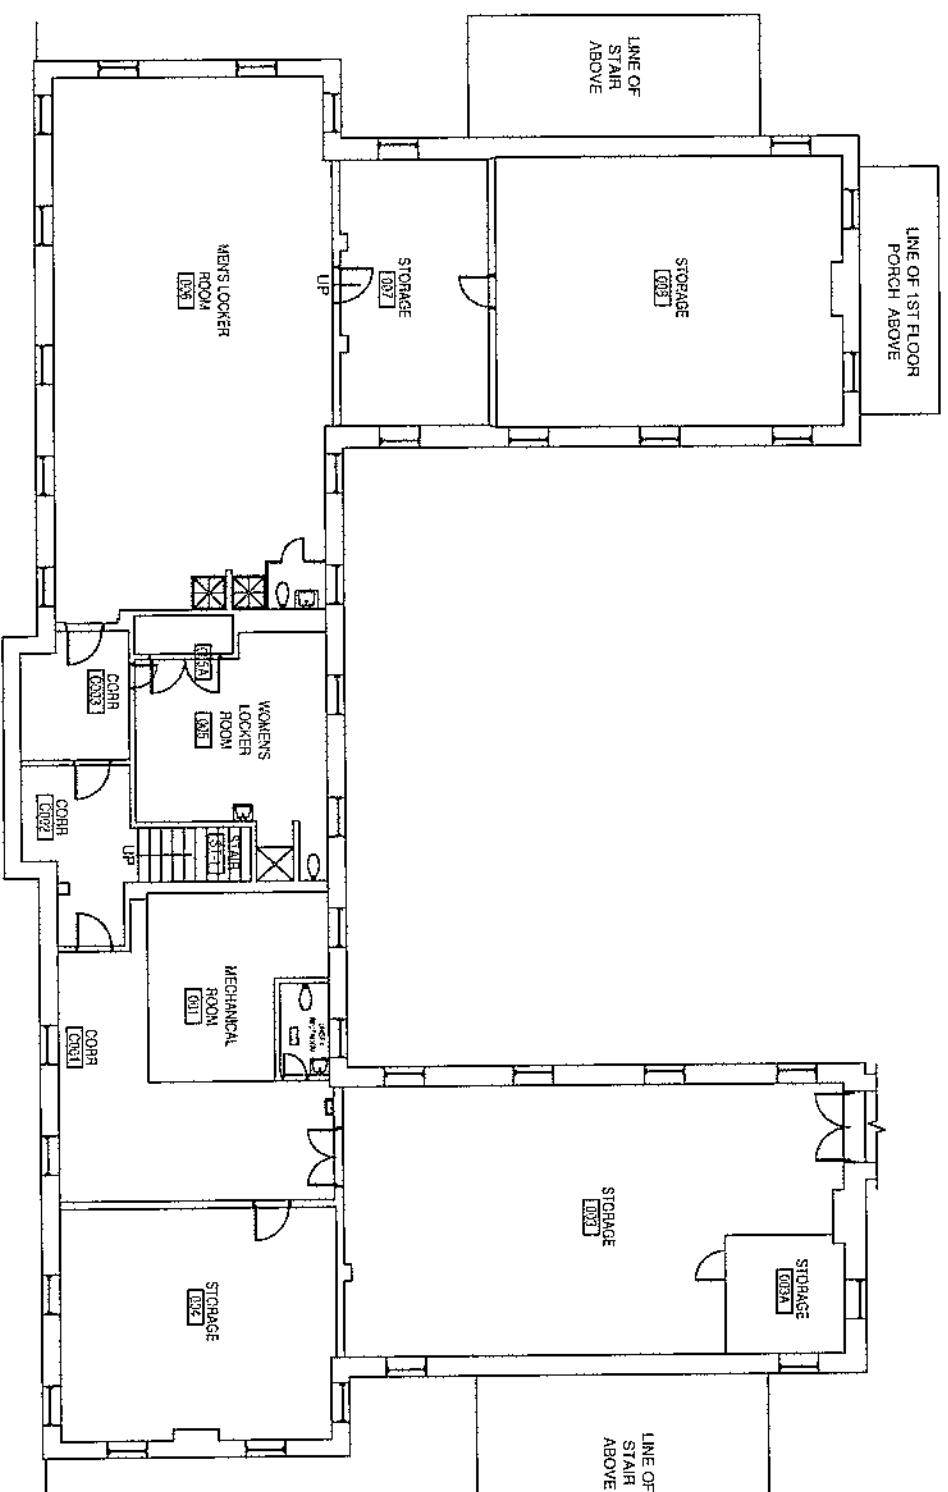 LINE OF
STAIR
ABOVE
LINE OF 1ST FLOOR
PORCH ABOVE
STORAGE
008
STORAGE
007
UP
MEN'S LOCKER
ROOM
006
005A
WOMEN'S
LOCKER
ROOM
005
CORR
C003
CORR
C002
UP
STAIR
ST-1
MECHANICAL
ROOM
001
CORR
C001
STORAGE
003
STORAGE
003A
STORAGE
004
LINE OF
STAIR
ABOVE